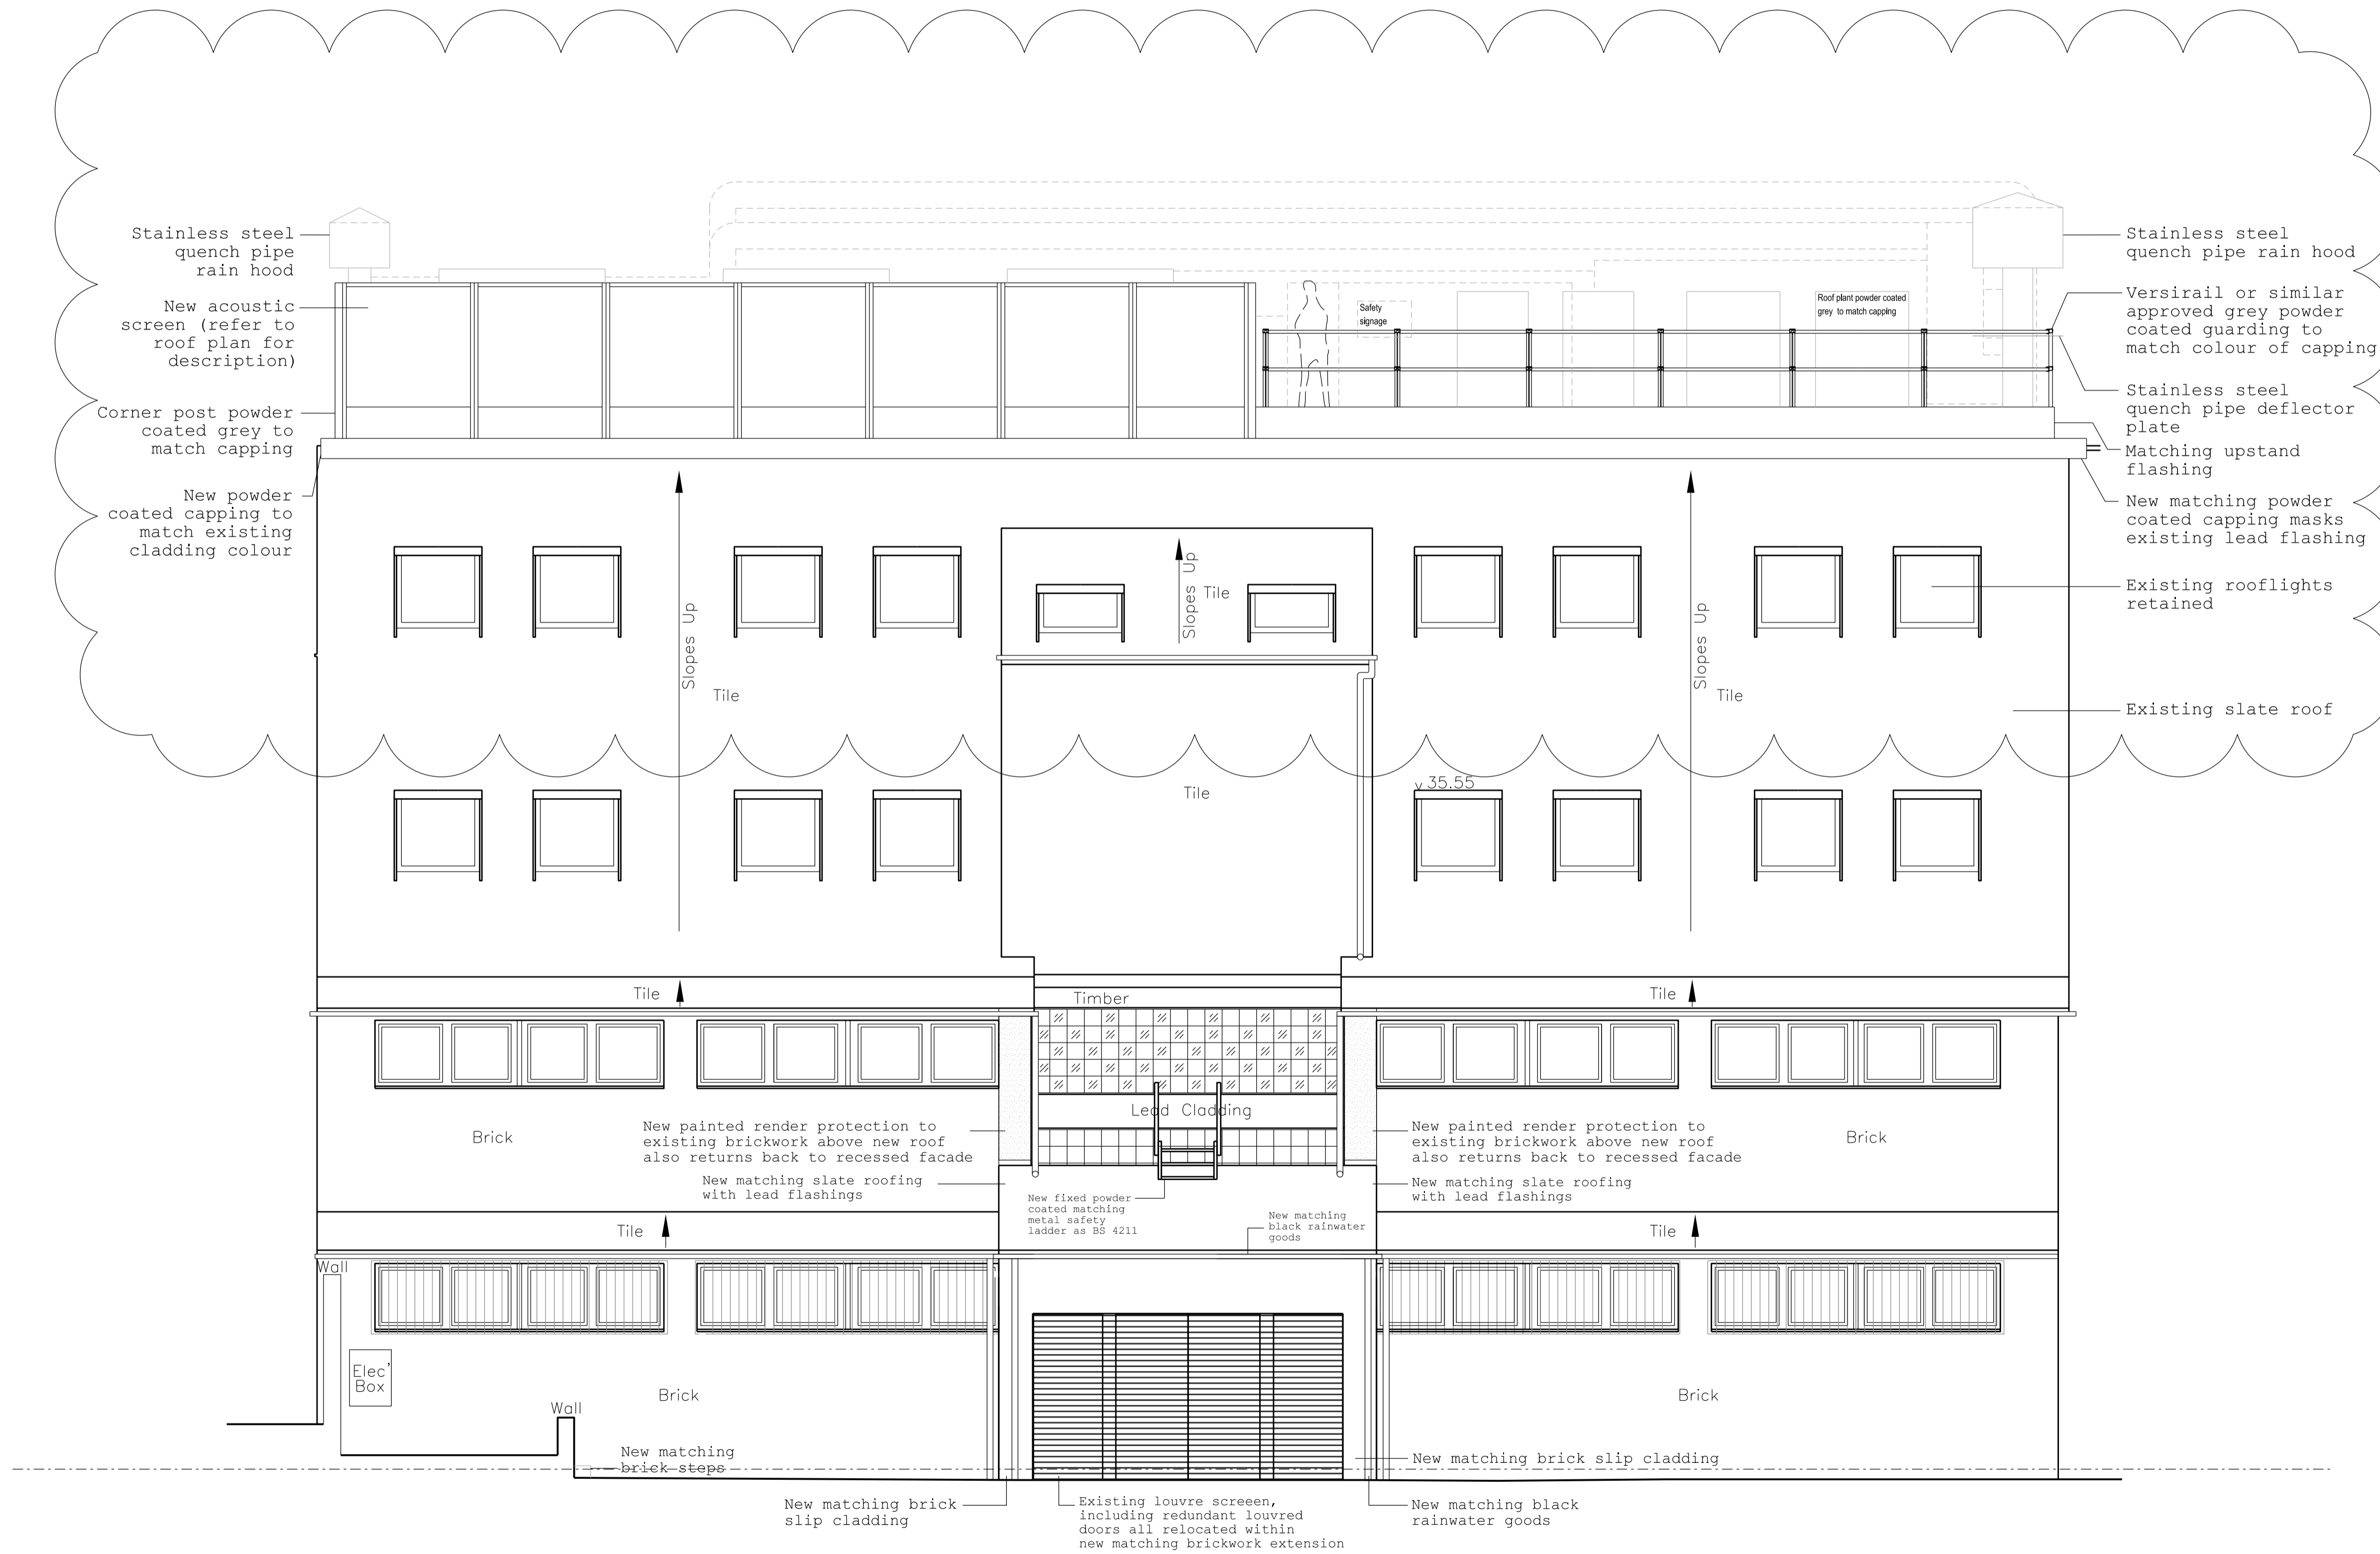 Stainless steel
quench pipe
rain hood
New acoustic
screen (refer to
roof plan for
description)
Corner post powder
coated grey to
match capping
New powder
coated capping to
match existing
cladding colour
Safety
signage
Roof plant powder coated
grey to match capping
Stainless steel
quench pipe rain hood
Versirail or similar
approved grey powder
coated guarding to
match colour of capping
Stainless steel
quench pipe deflector
plate
Matching upstand
flashing
New matching powder
coated capping masks
existing lead flashing
Existing rooflights
retained
Existing slate roof
Slopes Up
Tile
Slopes Up
Tile
Slopes Up
Tile
Tile
35.55
Tile
Timber
Tile
Lead Cladding
Brick
New painted render protection to
existing brickwork above new roof
also returns back to recessed facade
New matching slate roofing
with lead flashings
New fixed powder
coated matching
metal safety
ladder as BS 4211
New matching
black rainwater
goods
New painted render protection to
existing brickwork above new roof
also returns back to recessed facade
New matching slate roofing
with lead flashings
Brick
Tile
Tile
Wall
Elec'
Box
Wall
Brick
Brick
New matching
brick steps
New matching brick slip cladding
New matching brick
slip cladding
Existing louvre screeen,
including redundant louvred
doors all relocated within
new matching brickwork extension
New matching black
rainwater goods